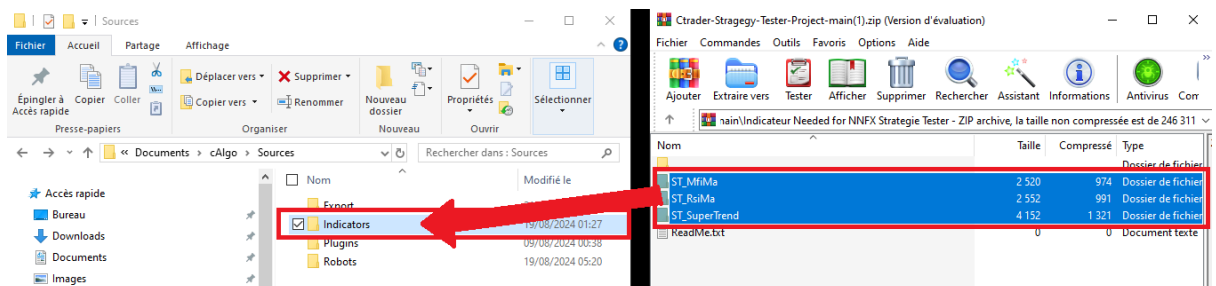 Sources
Fichier Accueil Partage Affichage
Épingler à Accès rapide
Copier
Coller
Déplacer vers
Copier vers
Supprimer
Renommer
Nouveau dossier
Propriétés
Sélectionner
Presse-papiers Organiser Nouveau Ouvrir
« Documents > cAlgo > Sources
Rechercher dans : Sources
Accès rapide
Bureau
Downloads
Documents
Images
Nom Modifié le
Export
Indicators 19/08/2024 01:27
Plugins 09/08/2024 00:38
Robots 19/08/2024 05:20
Ctrader-Stragegy-Tester-Project-main(1).zip (Version d'évaluation)
Fichier Commandes Outils Favoris Options Aide
Ajouter Extraire vers Tester Afficher Supprimer Rechercher Assistant Informations Antivirus Com
nain\Indicateur Needed for NNFX Strategie Tester - ZIP archive, la taille non compressée est de 246 311
Nom Taille Compressé Type
Dossier de fichier
ST_MfiMa 2 520 974 Dossier de fichier
ST_RsiMa 2 552 991 Dossier de fichier
ST_SuperTrend 4 152 1 321 Dossier de fichier
ReadMe.txt 0 0 Document texte